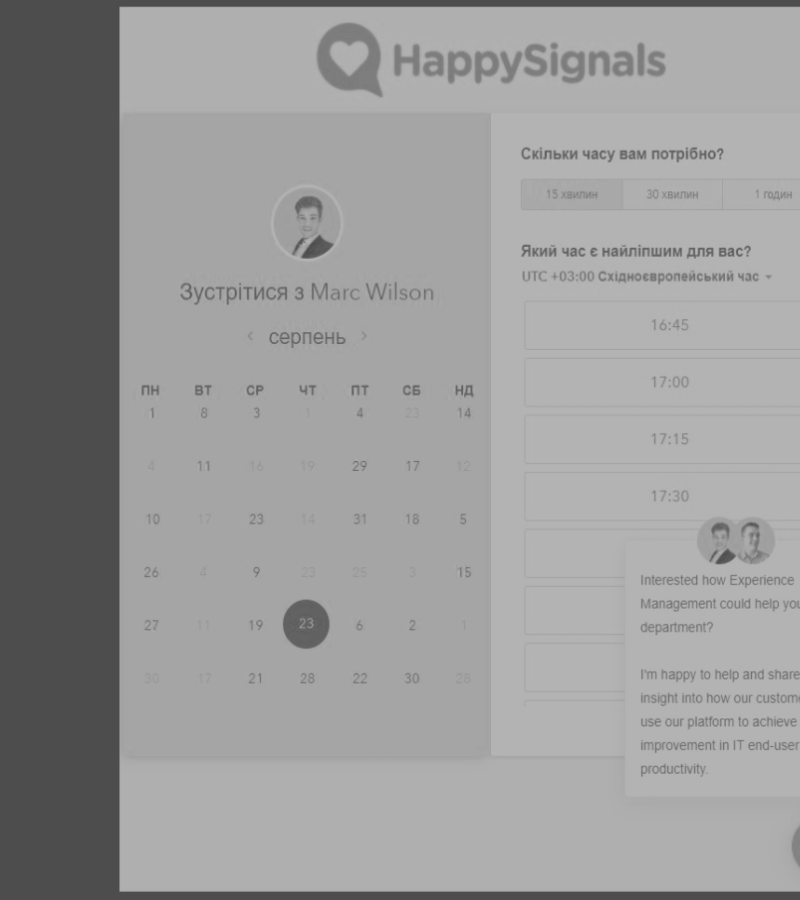 HappySignals
Зустрітися з Marc Wilson
серпень
ПН ВТ СР ЧТ ПТ СБ НД
1 8 3 1 4 23 14
4 11 16 19 29 17 12
10 17 23 14 31 18 5
26 4 9 23 25 3 15
27 11 19 23 6 2 1
30 17 21 28 22 30 28
Скільки часу вам потрібно?
15 хвилин 30 хвилин 1 годин
Який час є найліпшим для вас?
UTC +03:00 Східноєвропейський час
16:45
17:00
17:15
17:30
Interested how Experience
Management could help you
department?
I'm happy to help and share
insight into how our custome
use our platform to achieve
improvement in IT end-user
productivity.